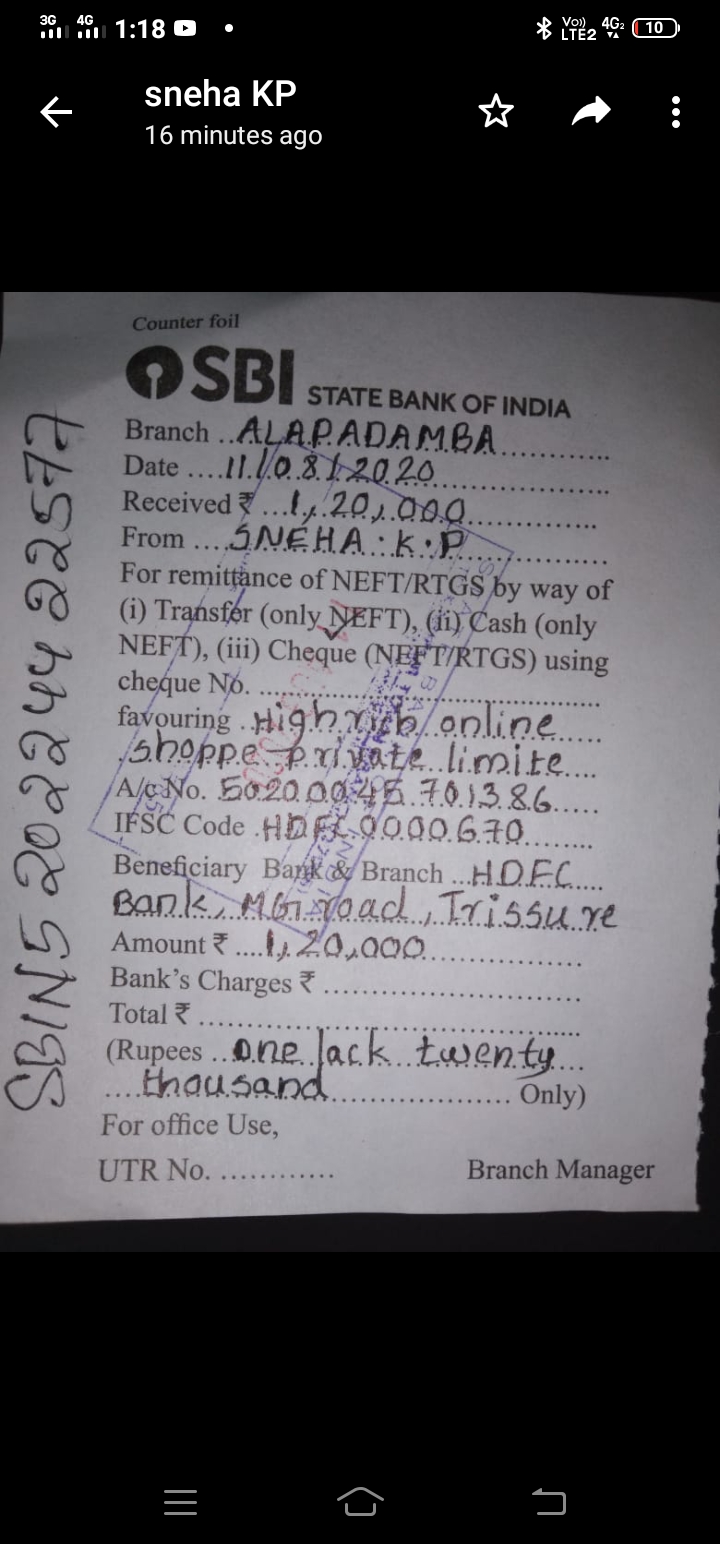 3G 4G 1:18 Vo)) LTE2 4G2 10
sneha KP
16 minutes ago
Counter foil
SBI STATE BANK OF INDIA
Branch ..ALAPADAMBA
Date ....11/08/2020
Received ₹ ...1,20,000
From ....SNEHA.K.P
For remittance of NEFT/RTGS by way of
(i) Transfer (only NEFT), (ii) Cash (only
NEFT), (iii) Cheque (NEFT/RTGS) using
cheque No. ..........
favouring .Highrich online
shoppe private limite
A/c No. 50200045701386
IFSC Code .HDFC0000670
Beneficiary Bank & Branch ...HDFC
Bank, MG road, Trissure
Amount ₹ ....1,20,000
Bank's Charges ₹ ..........
Total ₹ ..........
(Rupees ..one lack twenty
....thousand.......... Only)
For office Use,
UTR No. ............ Branch Manager
SBIN520224422577